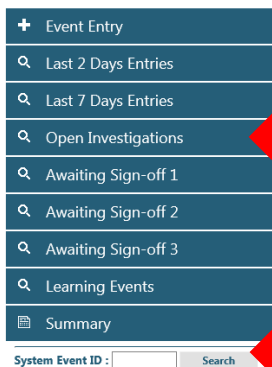 Event Entry
Last 2 Days Entries
Last 7 Days Entries
Open Investigations
Awaiting Sign-off 1
Awaiting Sign-off 2
Awaiting Sign-off 3
Learning Events
Summary
System Event ID : Search